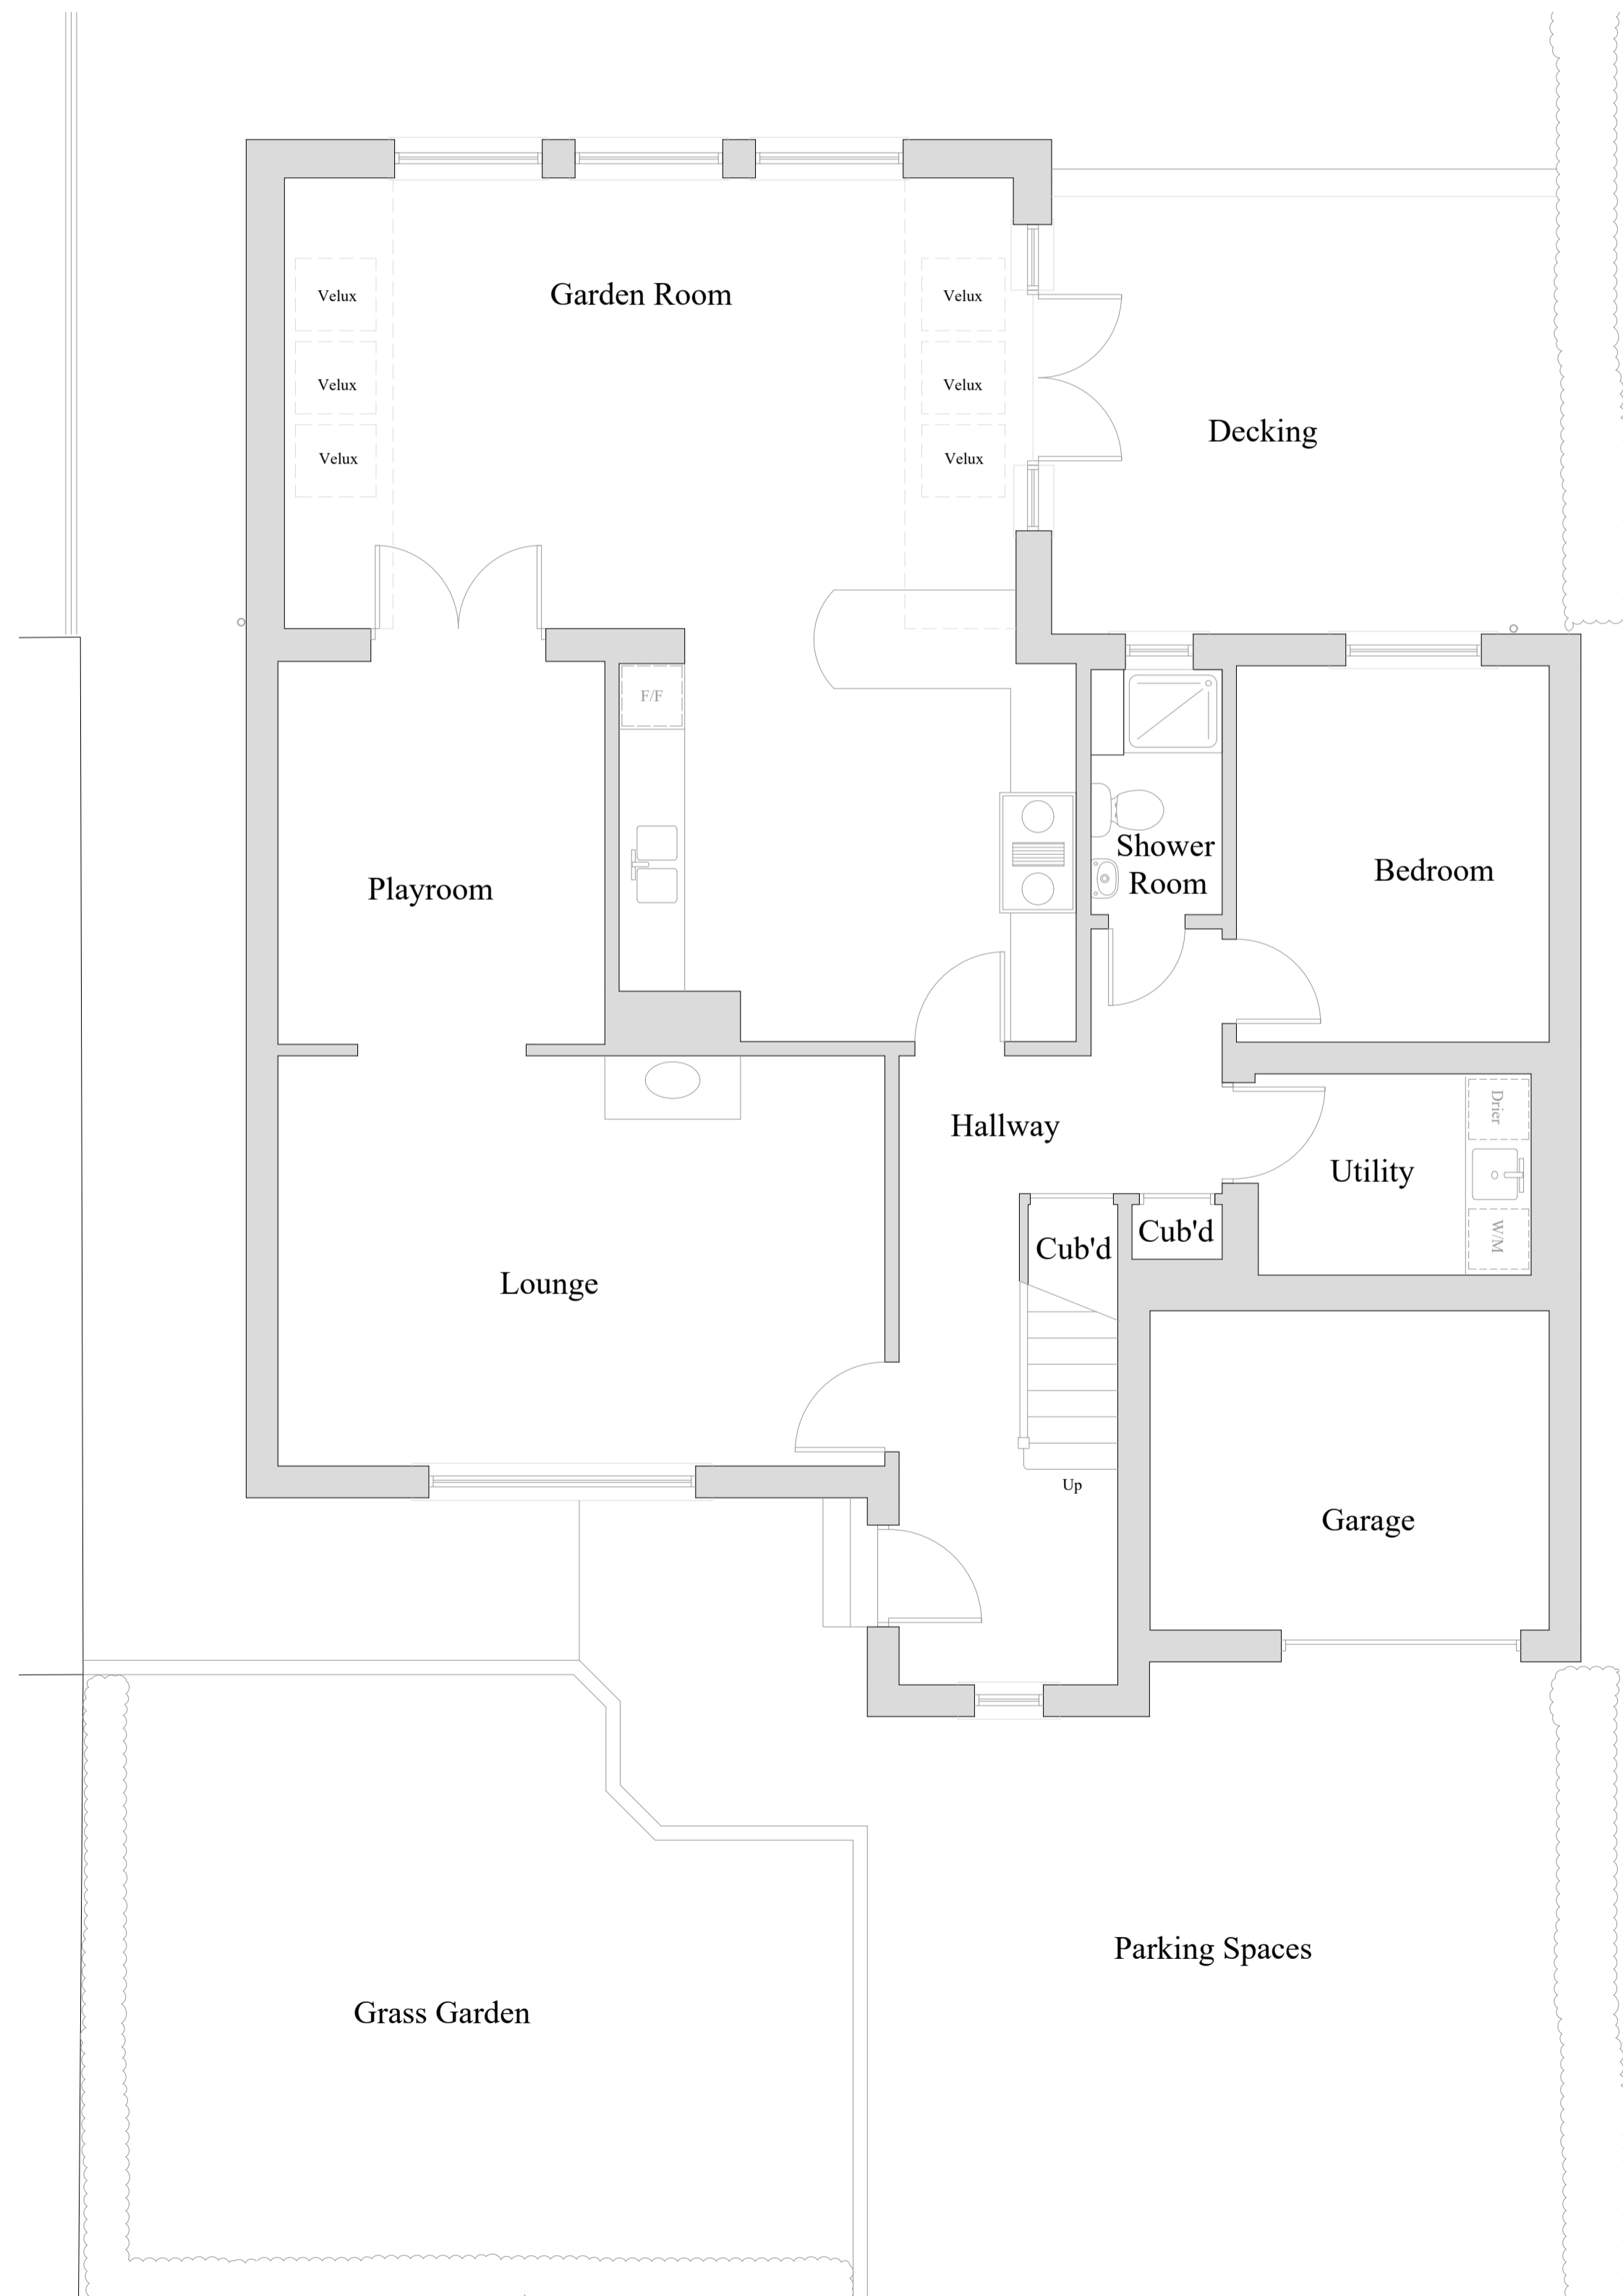 Velux
Garden Room
Velux
Velux
Velux
Decking
Velux
Velux
F/F
Playroom
Shower
Room
Bedroom
Drier
Hallway
Utility
W/M
Cub'd
Cub'd
Lounge
Up
Garage
Parking Spaces
Grass Garden